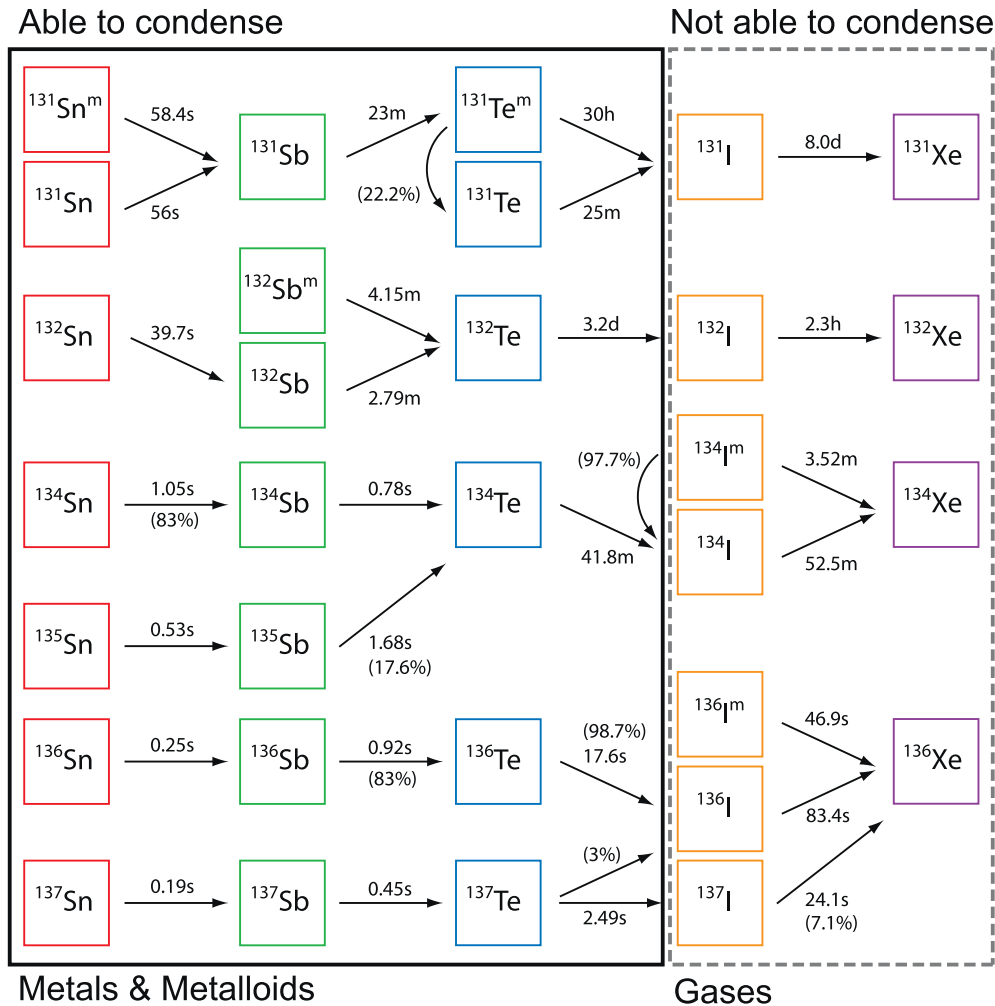 Able to condense
Not able to condense
131Snm
58.4s
131Sn
56s
131Sb
23m
131Tem
(22.2%)
131Te
30h
25m
131I
8.0d
131Xe
132Sn
39.7s
132Sbm
4.15m
132Sb
2.79m
132Te
3.2d
132I
2.3h
132Xe
134Sn
1.05s
(83%)
134Sb
0.78s
134Te
41.8m
(97.7%)
134Im
3.52m
134I
52.5m
134Xe
135Sn
0.53s
135Sb
1.68s
(17.6%)
136Sn
0.25s
136Sb
0.92s
(83%)
136Te
(98.7%)
17.6s
136Im
46.9s
136I
83.4s
136Xe
137Sn
0.19s
137Sb
0.45s
137Te
(3%)
2.49s
137I
24.1s
(7.1%)
Metals & Metalloids
Gases